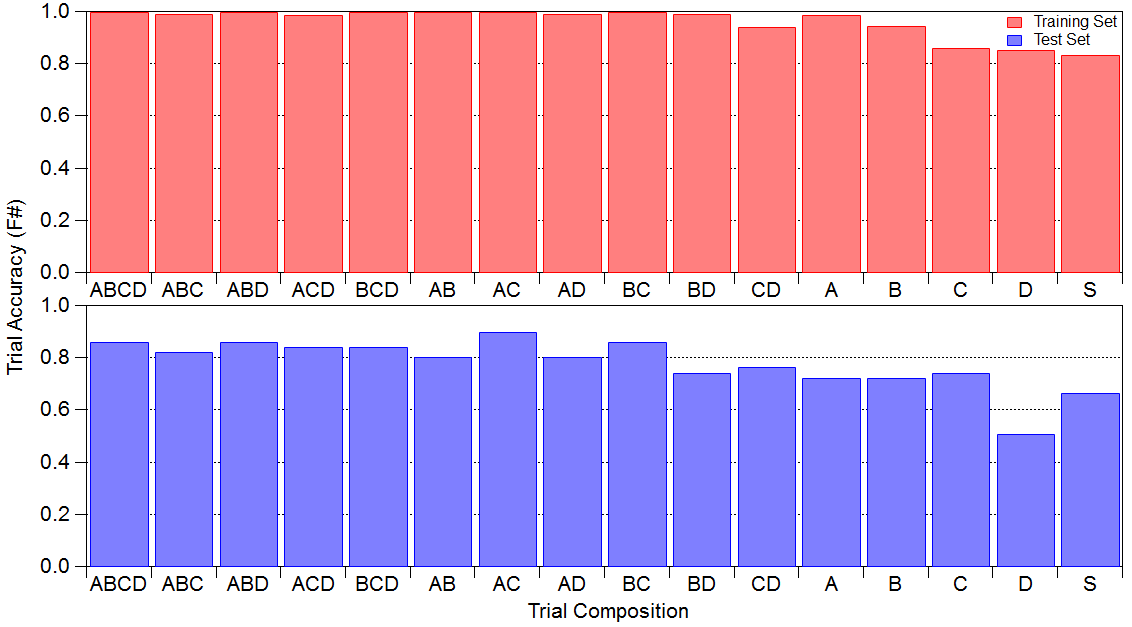 Trial Accuracy (F#)
1.0
0.8
0.6
0.4
0.2
0.0
Training Set
Test Set
ABCD ABC ABD ACD BCD AB AC AD BC BD CD A B C D S
1.0
0.8
0.6
0.4
0.2
0.0
ABCD ABC ABD ACD BCD AB AC AD BC BD CD A B C D S
Trial Composition